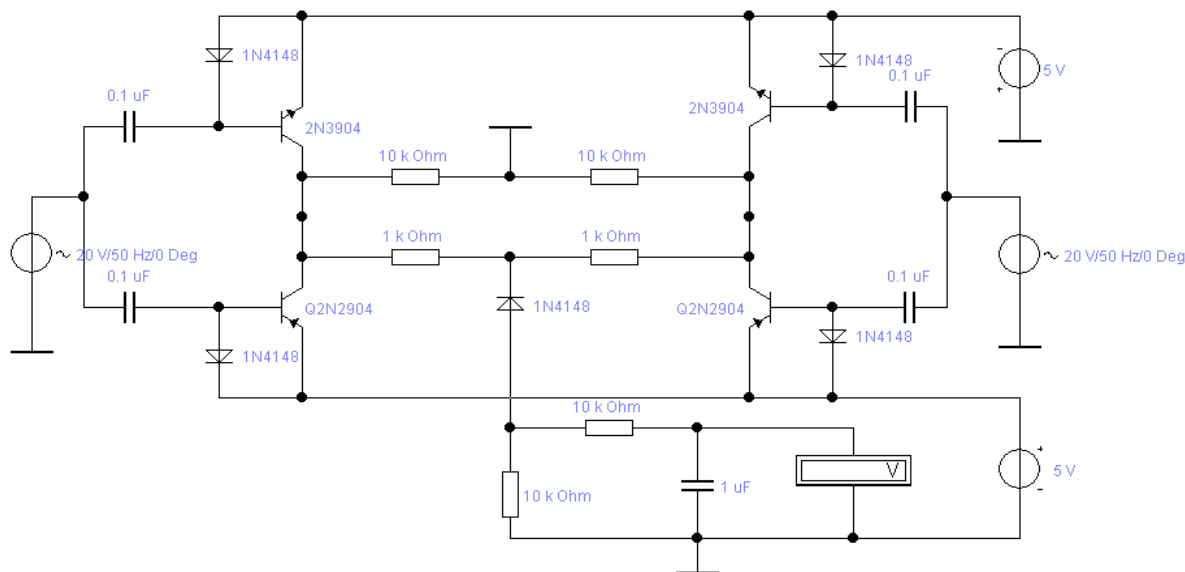 1N4148
1N4148
-
+
5 V
0.1 uF
0.1 uF
2N3904
2N3904
10 k Ohm
10 k Ohm
1 k Ohm
1 k Ohm
~ 20 V/50 Hz/0 Deg
~ 20 V/50 Hz/0 Deg
0.1 uF
0.1 uF
Q2N2904
1N4148
Q2N2904
1N4148
1N4148
10 k Ohm
+
V
5 V
-
10 k Ohm
1 uF